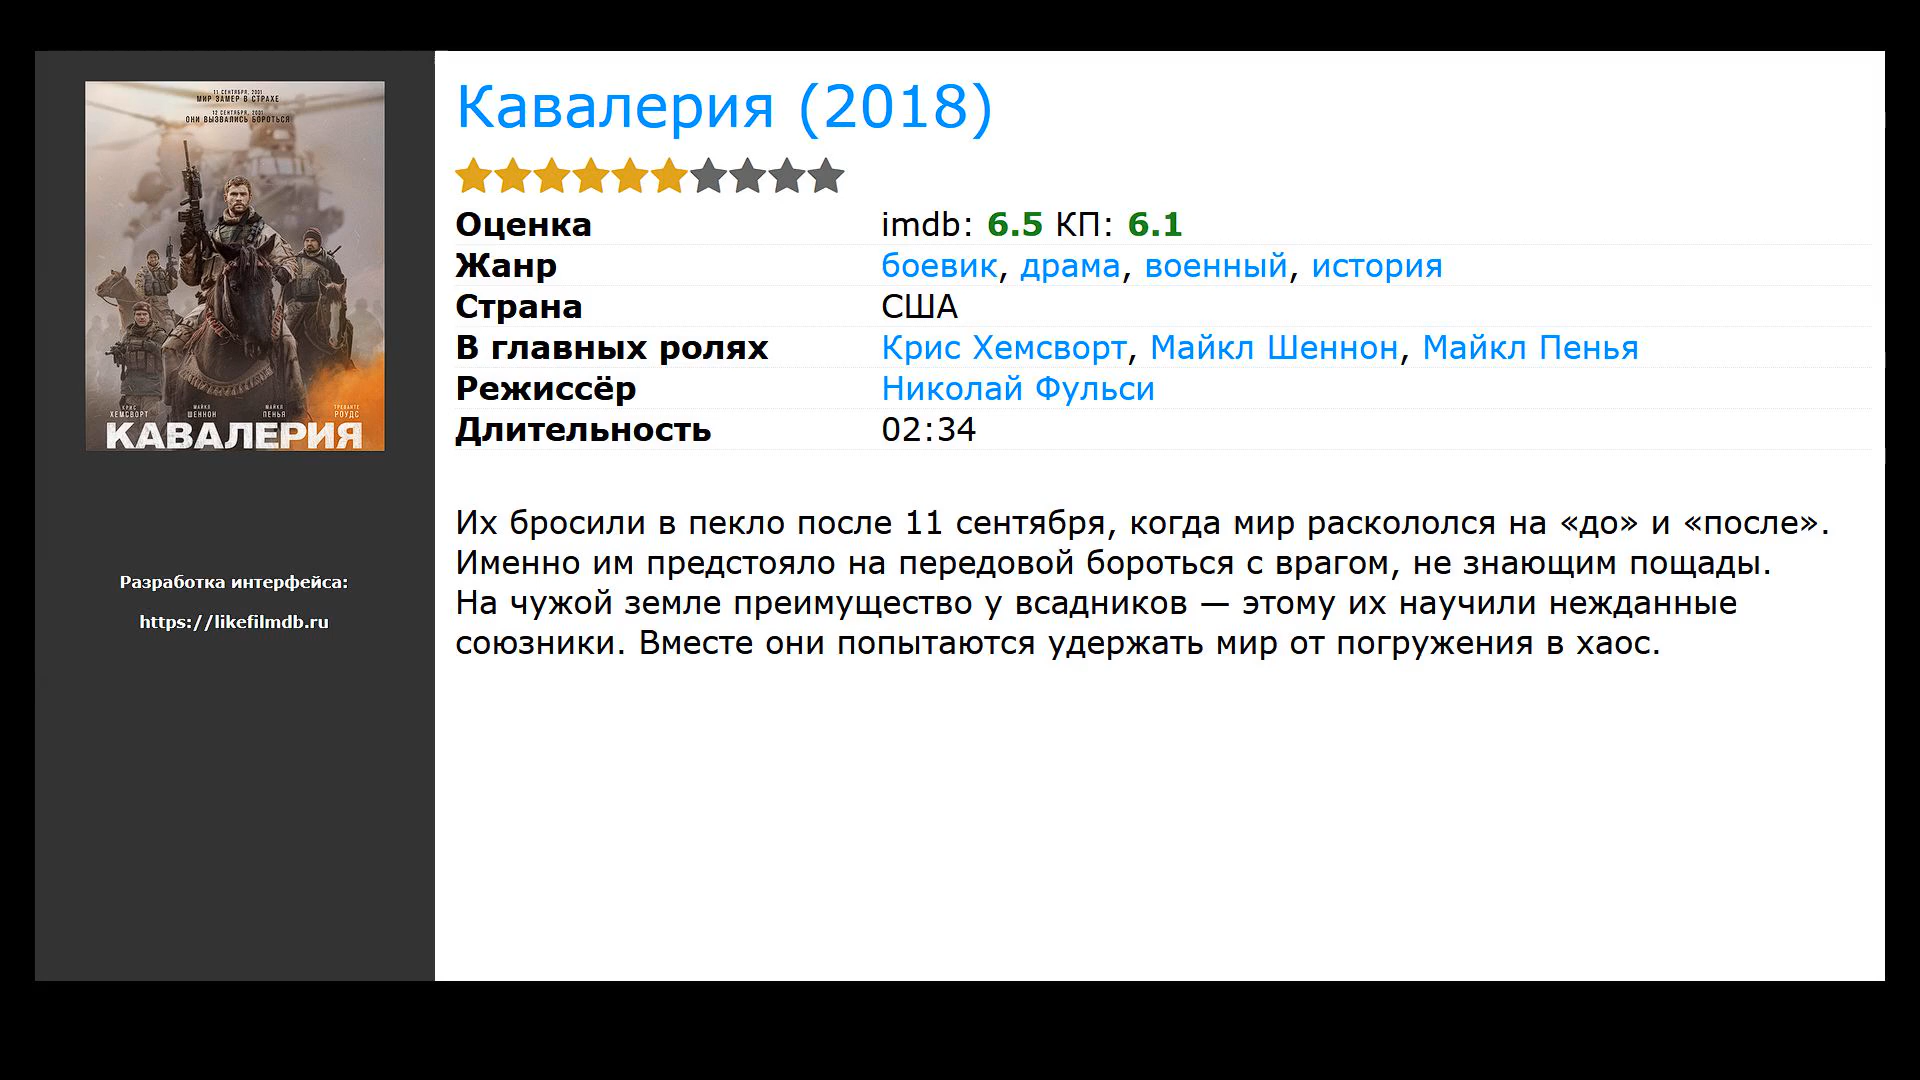 11 СЕНТЯБРЯ, 2001
МИР ЗАМЕР В СТРАХЕ
12 СЕНТЯБРЯ, 2001
ОНИ ВЫЗВАЛИСЬ БОРОТЬСЯ
КРИС ХЕМСВОРТ
МАЙКЛ ШЕННОН
МАЙКЛ ПЕНЬЯ
ТРЕВАНТЕ РОУДС
КАВАЛЕРИЯ
Разработка интерфейса:
https://likefilmdb.ru
Кавалерия (2018)
Оценка imdb: 6.5 КП: 6.1
Жанр боевик, драма, военный, история
Страна США
В главных ролях Крис Хемсворт, Майкл Шеннон, Майкл Пенья
Режиссёр Николай Фульси
Длительность 02:34
Их бросили в пекло после 11 сентября, когда мир раскололся на «до» и «после».
Именно им предстояло на передовой бороться с врагом, не знающим пощады.
На чужой земле преимущество у всадников — этому их научили нежданные
союзники. Вместе они попытаются удержать мир от погружения в хаос.